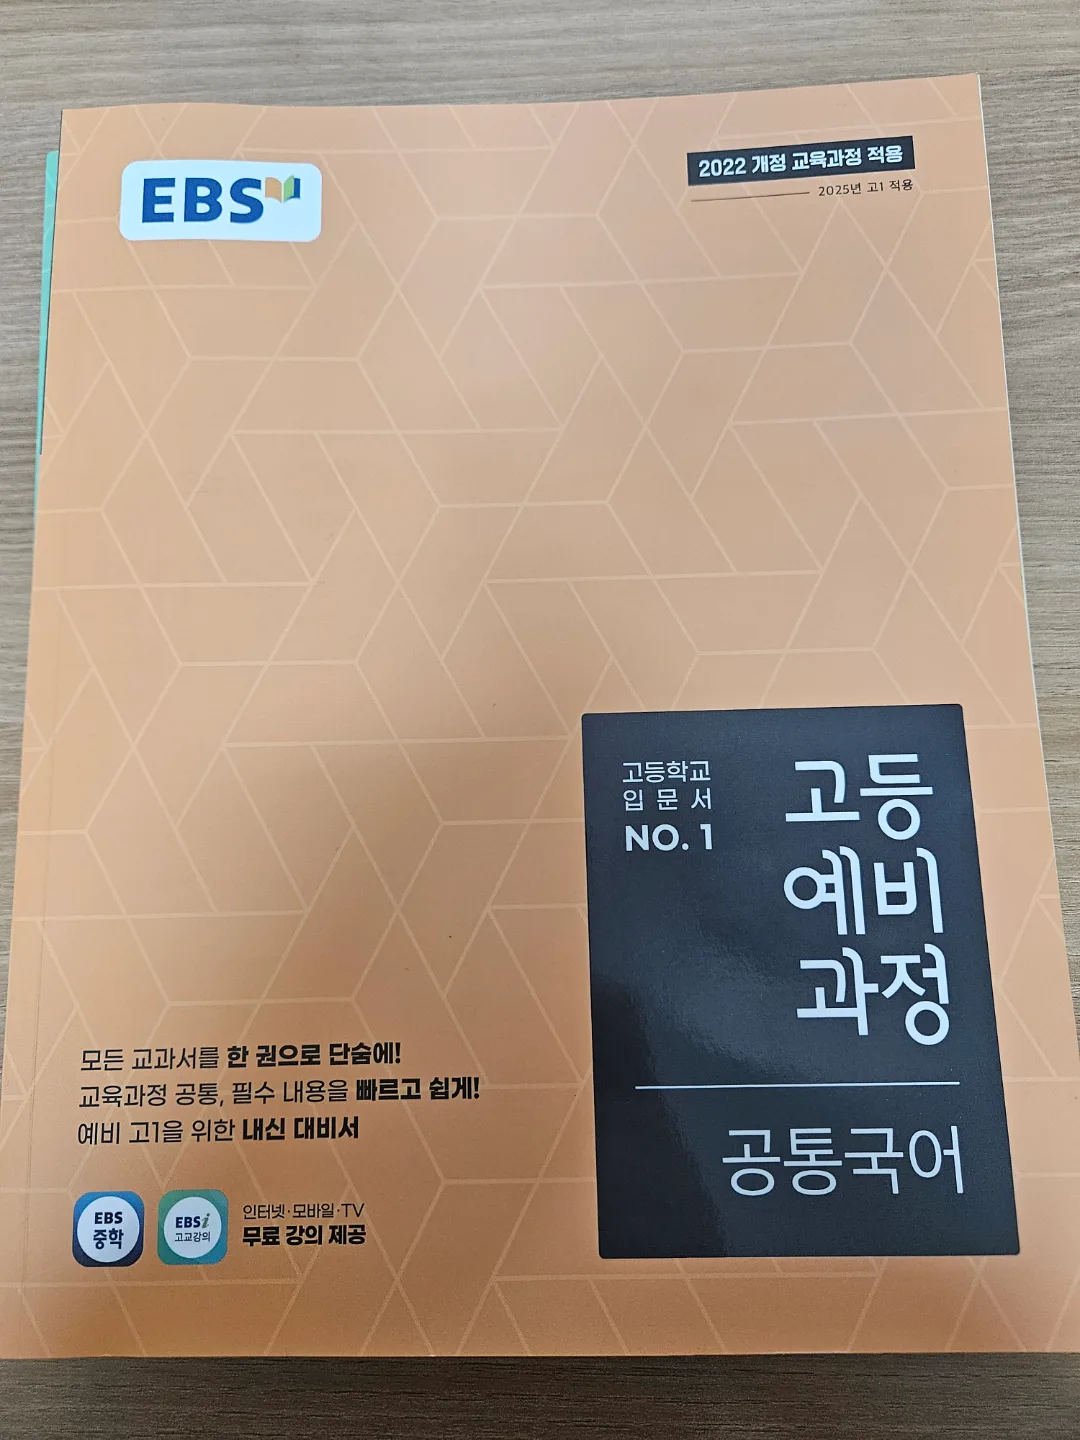 EBS
2022 개정 교육과정 적용
2025년 고1 적용
고등학교
입문서
NO. 1
고등
예비
과정
공통국어
모든 교과서를 한 권으로 단숨에!
교육과정 공통, 필수 내용을 빠르고 쉽게!
예비 고1을 위한 내신 대비서
EBS
중학
EBSi
고교강의
인터넷·모바일·TV
무료 강의 제공